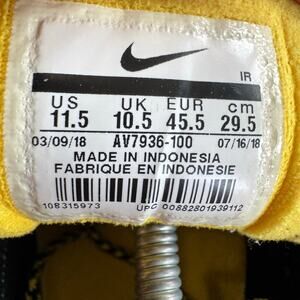 IR
US UK EUR cm
11.5 10.5 45.5 29.5
03/09/18 AV7936-100 07/16/18
MADE IN INDONESIA
FABRIQUE EN INDONESIE
108315973 UPC 00882801939112